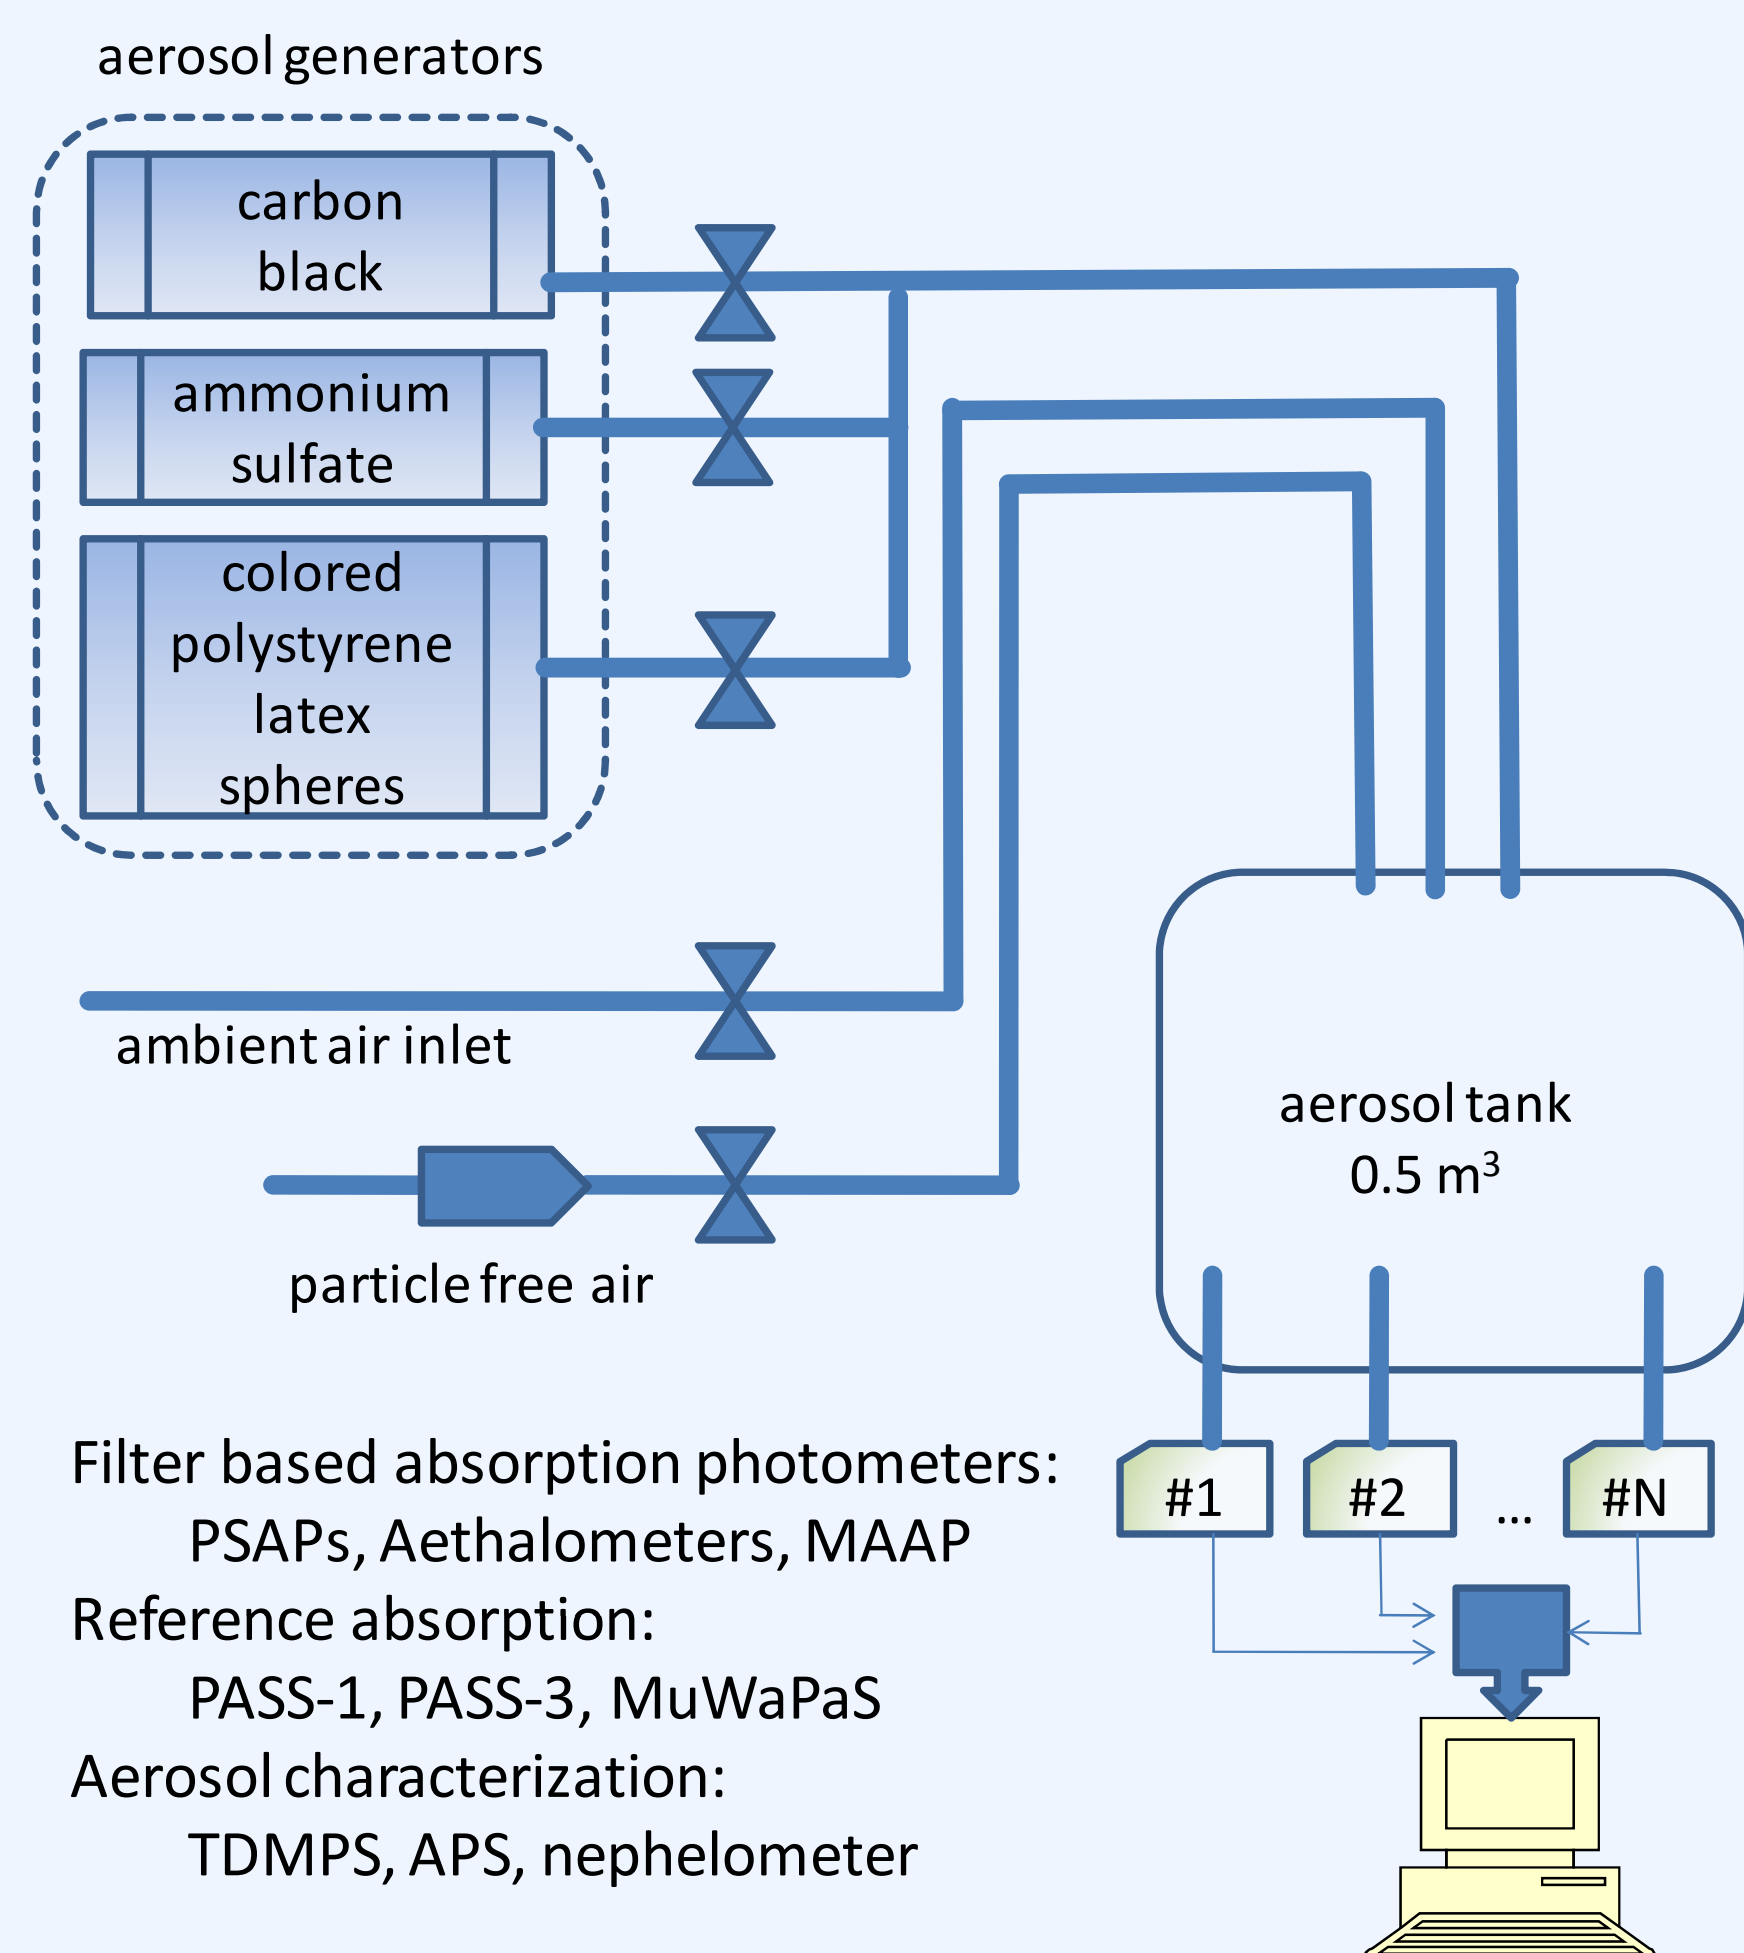 aerosol generators
carbon
black
ammonium
sulfate
colored
polystyrene
latex
spheres
ambient air inlet
particle free air
aerosol tank
0.5 m³
#1
#2
...
#N
Filter based absorption photometers:
PSAPs, Aethalometers, MAAP
Reference absorption:
PASS-1, PASS-3, MuWaPaS
Aerosol characterization:
TDMPS, APS, nephelometer